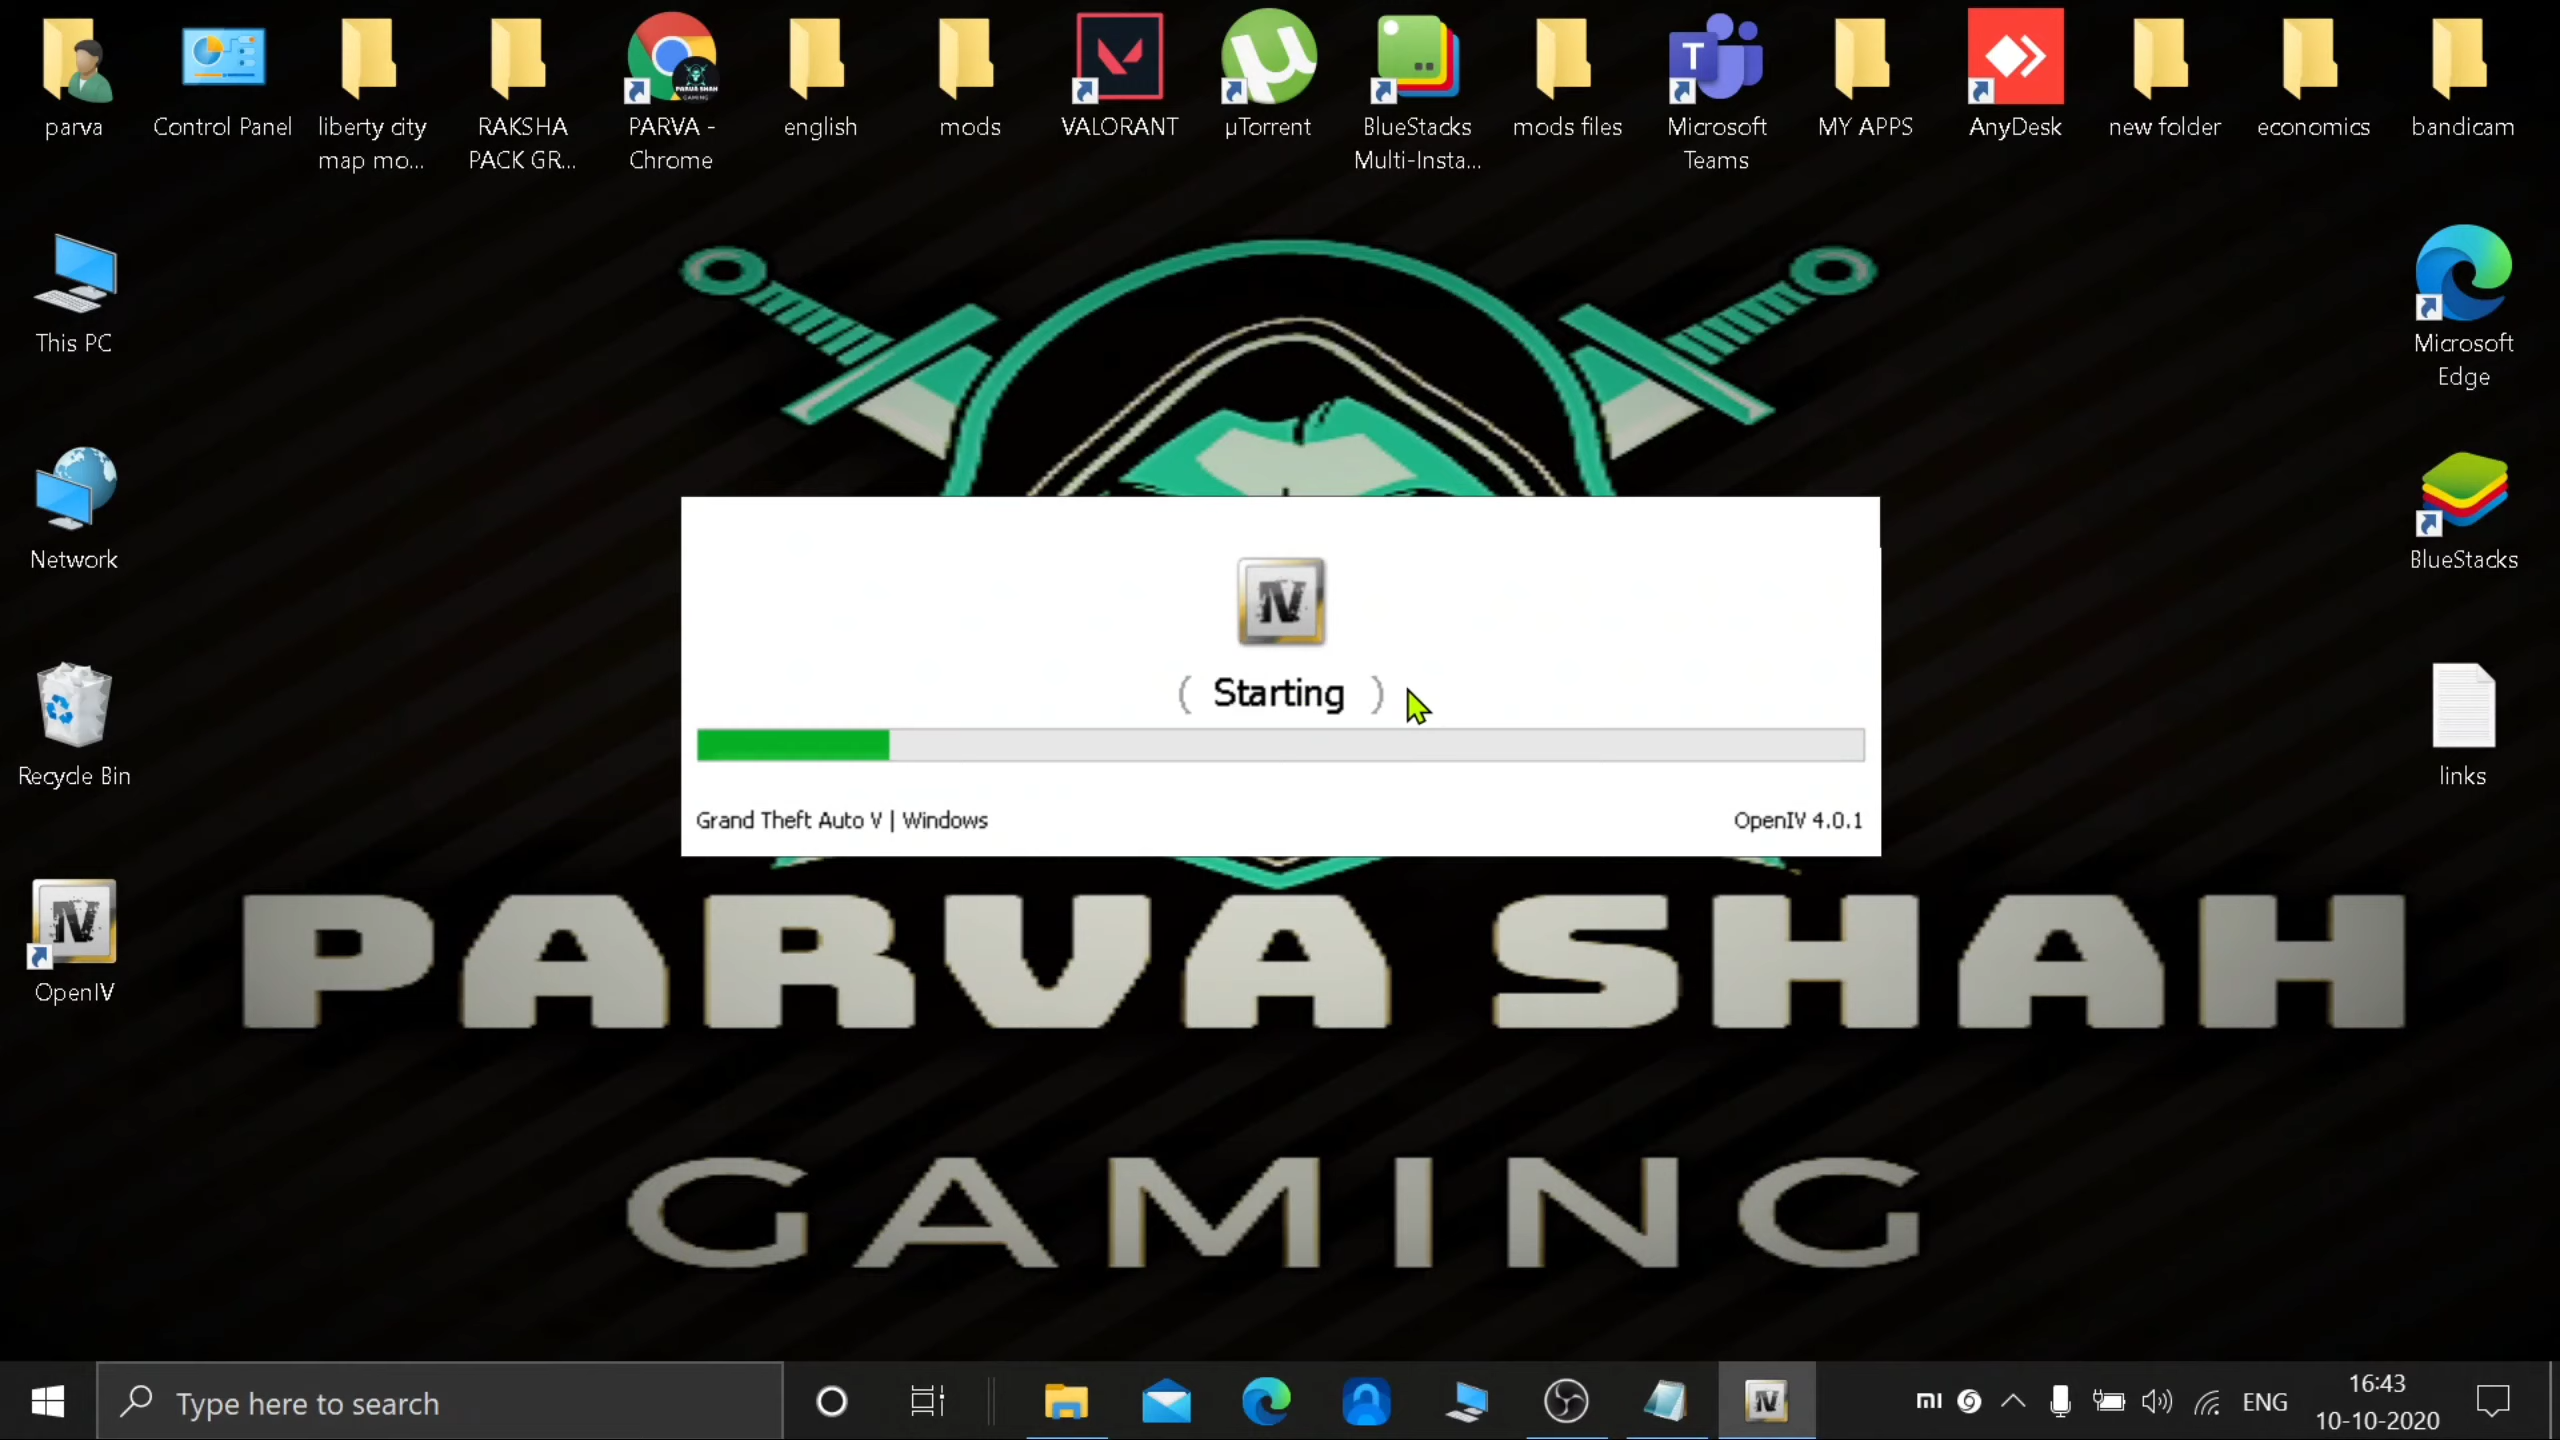 parva
Control Panel
liberty city
map mo...
RAKSHA
PACK GR...
PARVA -
Chrome
english
mods
VALORANT
µTorrent
BlueStacks
Multi-Insta...
mods files
Microsoft
Teams
MY APPS
AnyDesk
new folder
economics
bandicam
This PC
Microsoft
Edge
Network
BlueStacks
( Starting )
Grand Theft Auto V | Windows
OpenIV 4.0.1
Recycle Bin
links
OpenIV
PARVA SHAH
GAMING
Type here to search
ENG
16:43
10-10-2020